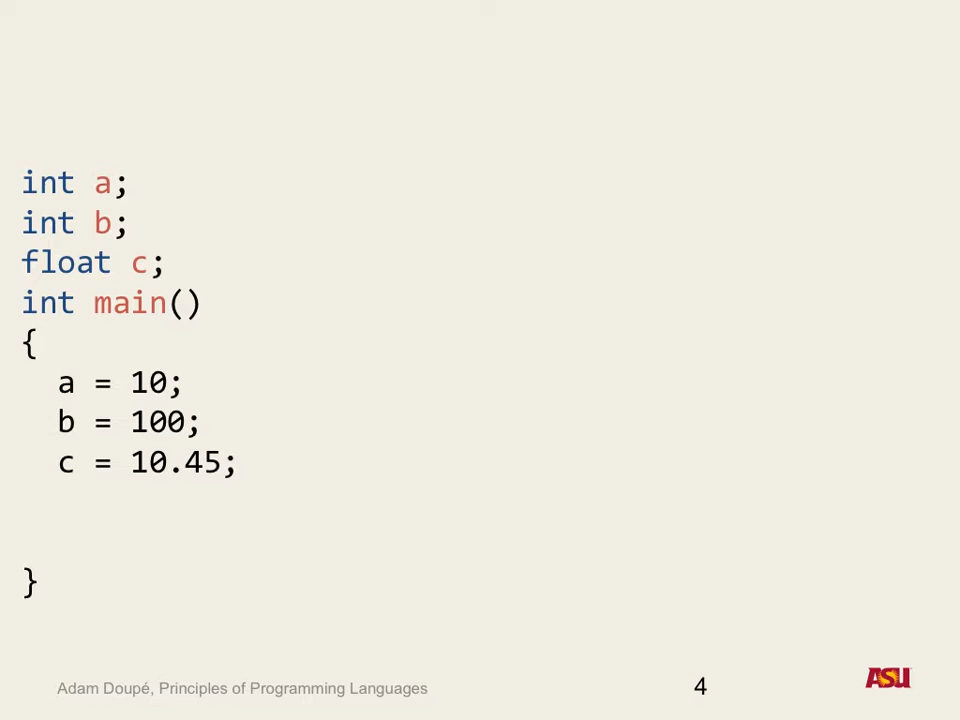 int a;
int b;
float c;
int main()
{
  a = 10;
  b = 100;
  c = 10.45;
}
Adam Doupé, Principles of Programming Languages
4
ASU